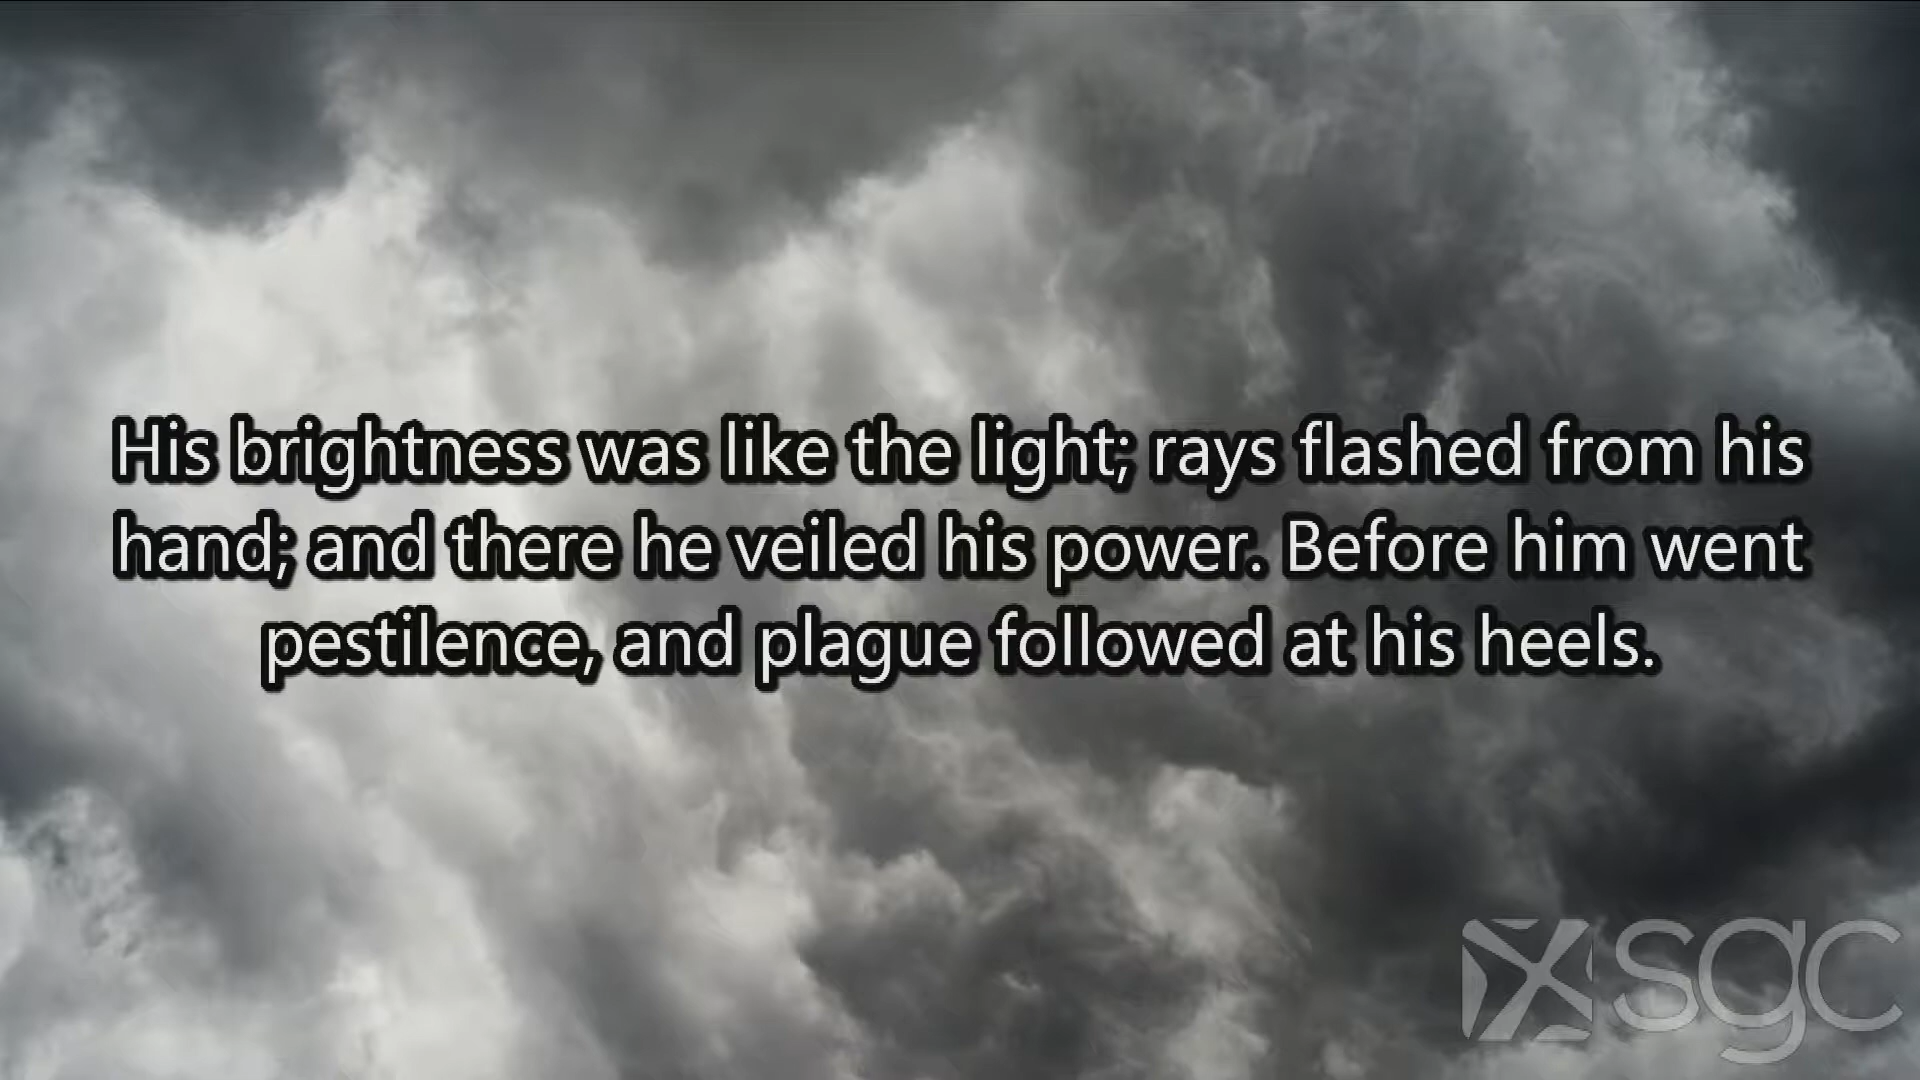 His brightness was like the light; rays flashed from his
hand; and there he veiled his power. Before him went
pestilence, and plague followed at his heels.
sgc